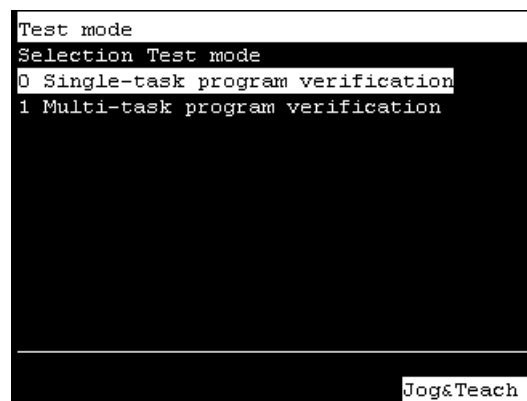 Test mode
Selection Test mode
0 Single-task program verification
1 Multi-task program verification
Jog&Teach